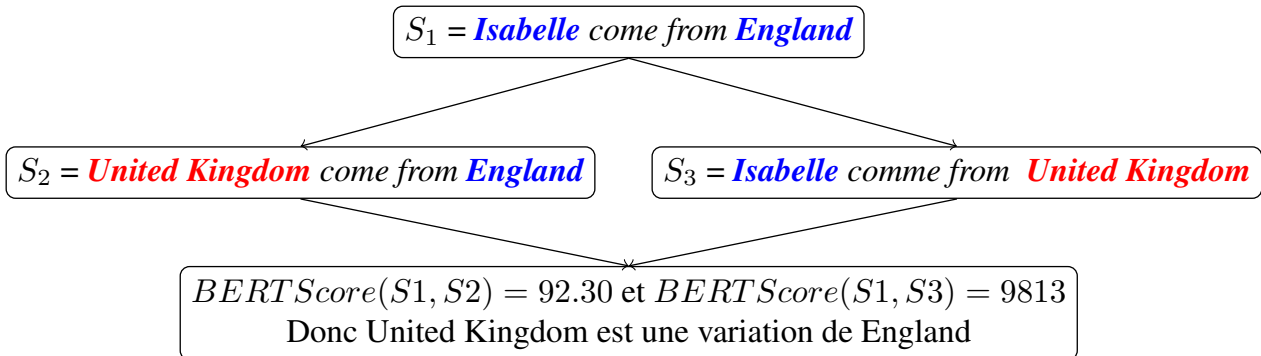 S₁ = Isabelle come from England
S₂ = United Kingdom come from England
S₃ = Isabelle comme from United Kingdom
BERTScore(S1, S2) = 92.30 et BERTScore(S1, S3) = 9813
Donc United Kingdom est une variation de England